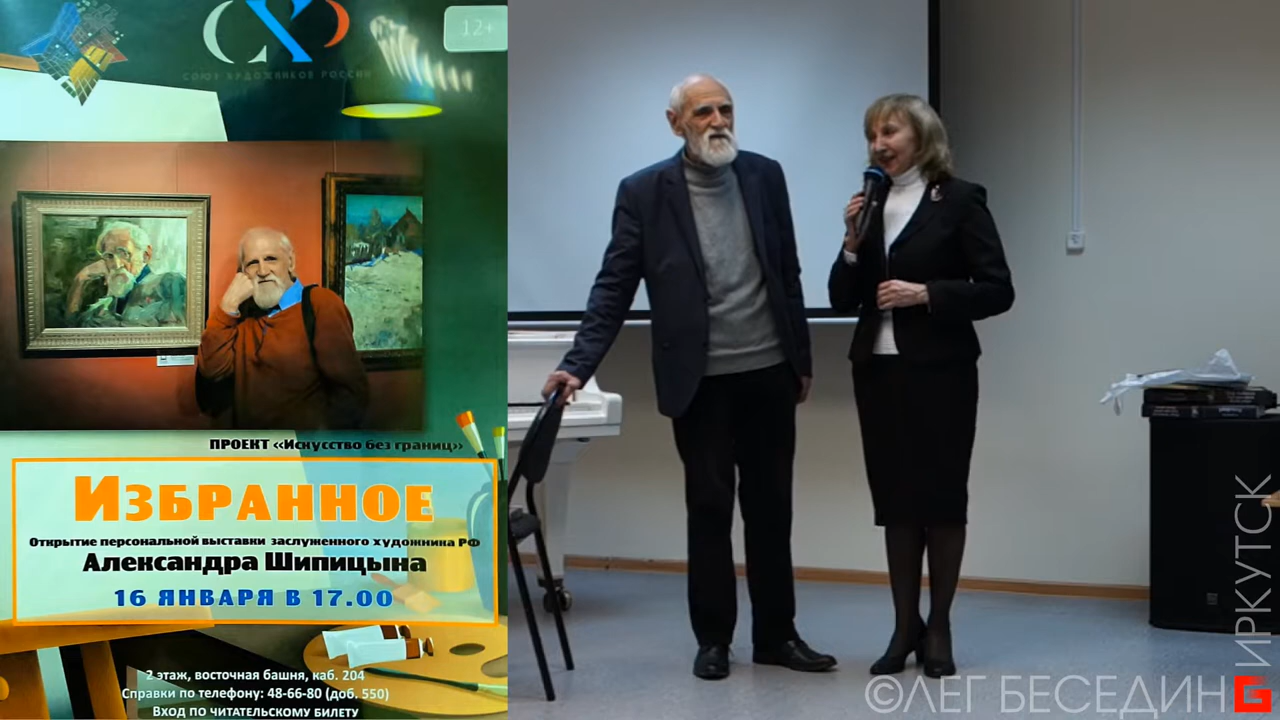 12+
СОЮЗ ХУДОЖНИКОВ РОССИИ
ПРОЕКТ «Искусство без границ»
ИЗБРАННОЕ
Открытие персональной выставки заслуженного художника РФ
Александра Шипицына
16 ЯНВАРЯ В 17.00
2 этаж, восточная башня, каб. 204
Справки по телефону: 48-66-80 (доб. 550)
Вход по читательскому билету
©ЛЕГ БЕСЕДИН
ИРКУТСК